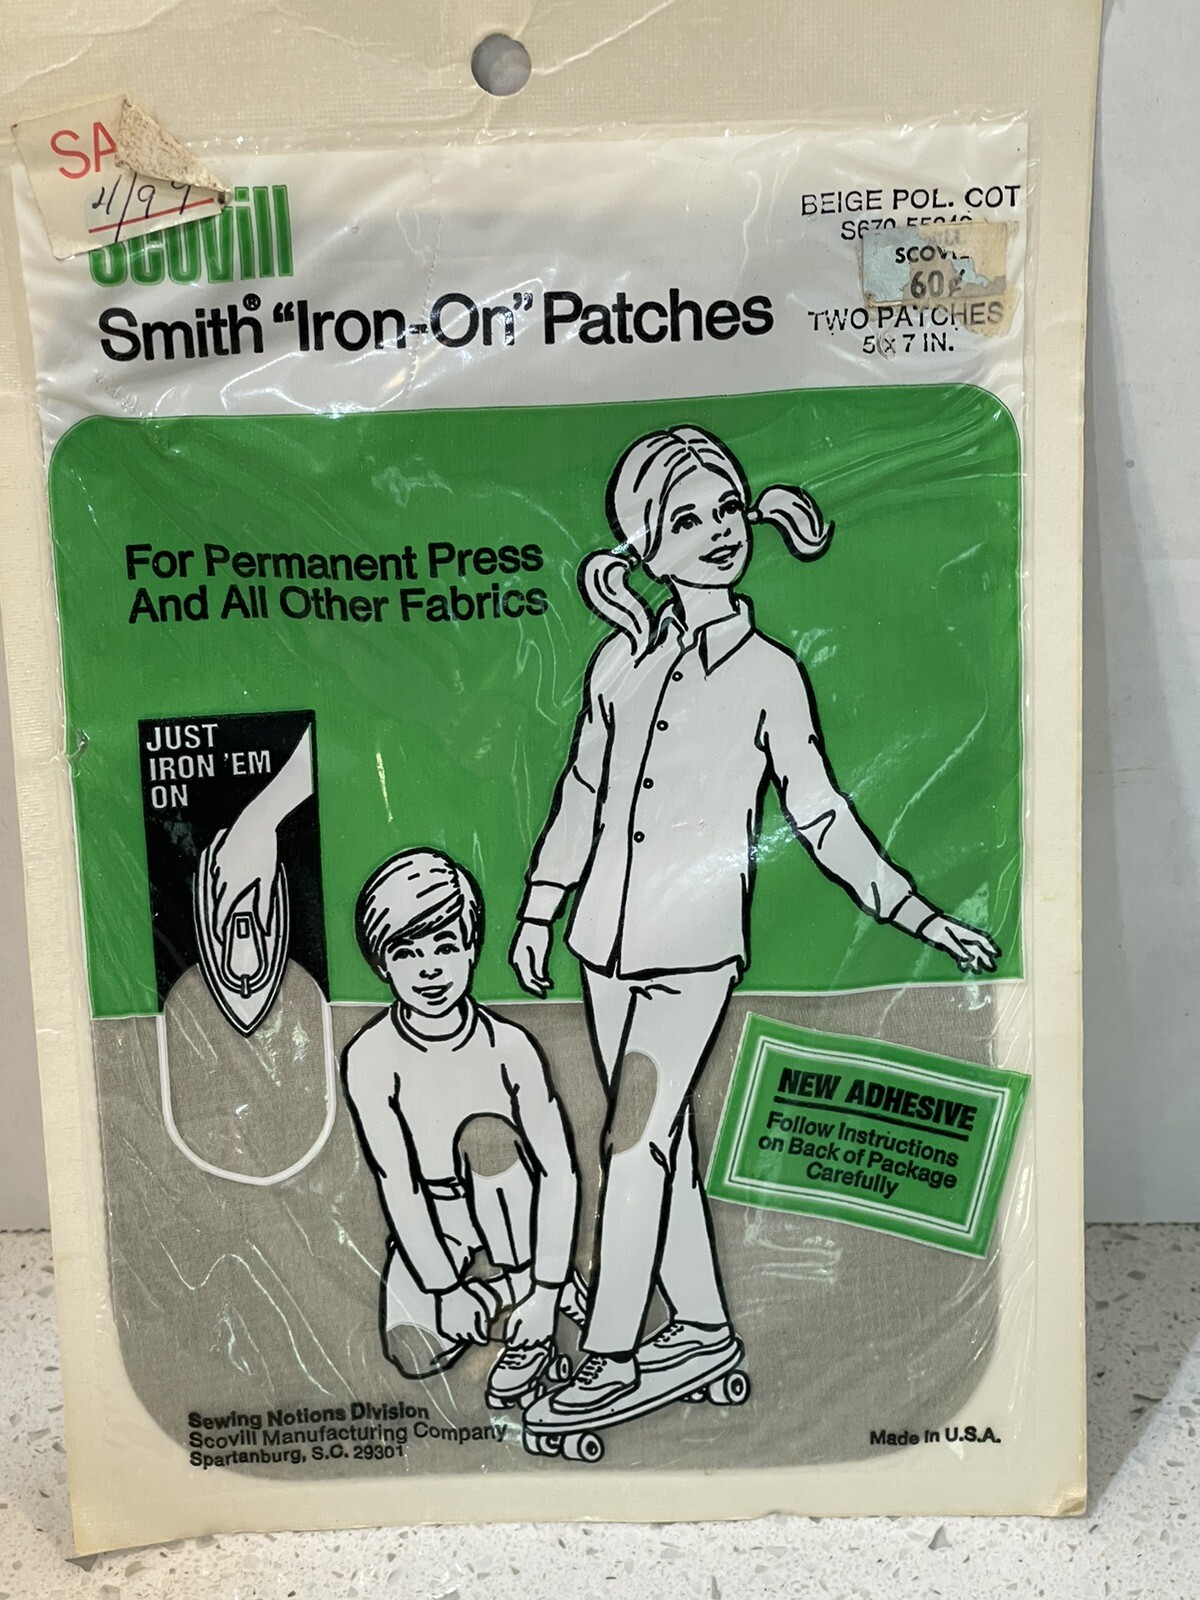 SA
4/99
Scovill
Smith® "Iron-On" Patches
BEIGE POL. COT
SCOVILL
60¢
TWO PATCHES
5 x 7 IN.
For Permanent Press
And All Other Fabrics
JUST
IRON 'EM
ON
NEW ADHESIVE
Follow Instructions
on Back of Package
Carefully
Sewing Notions Division
Scovill Manufacturing Company
Spartanburg, S.C. 29301
Made in U.S.A.